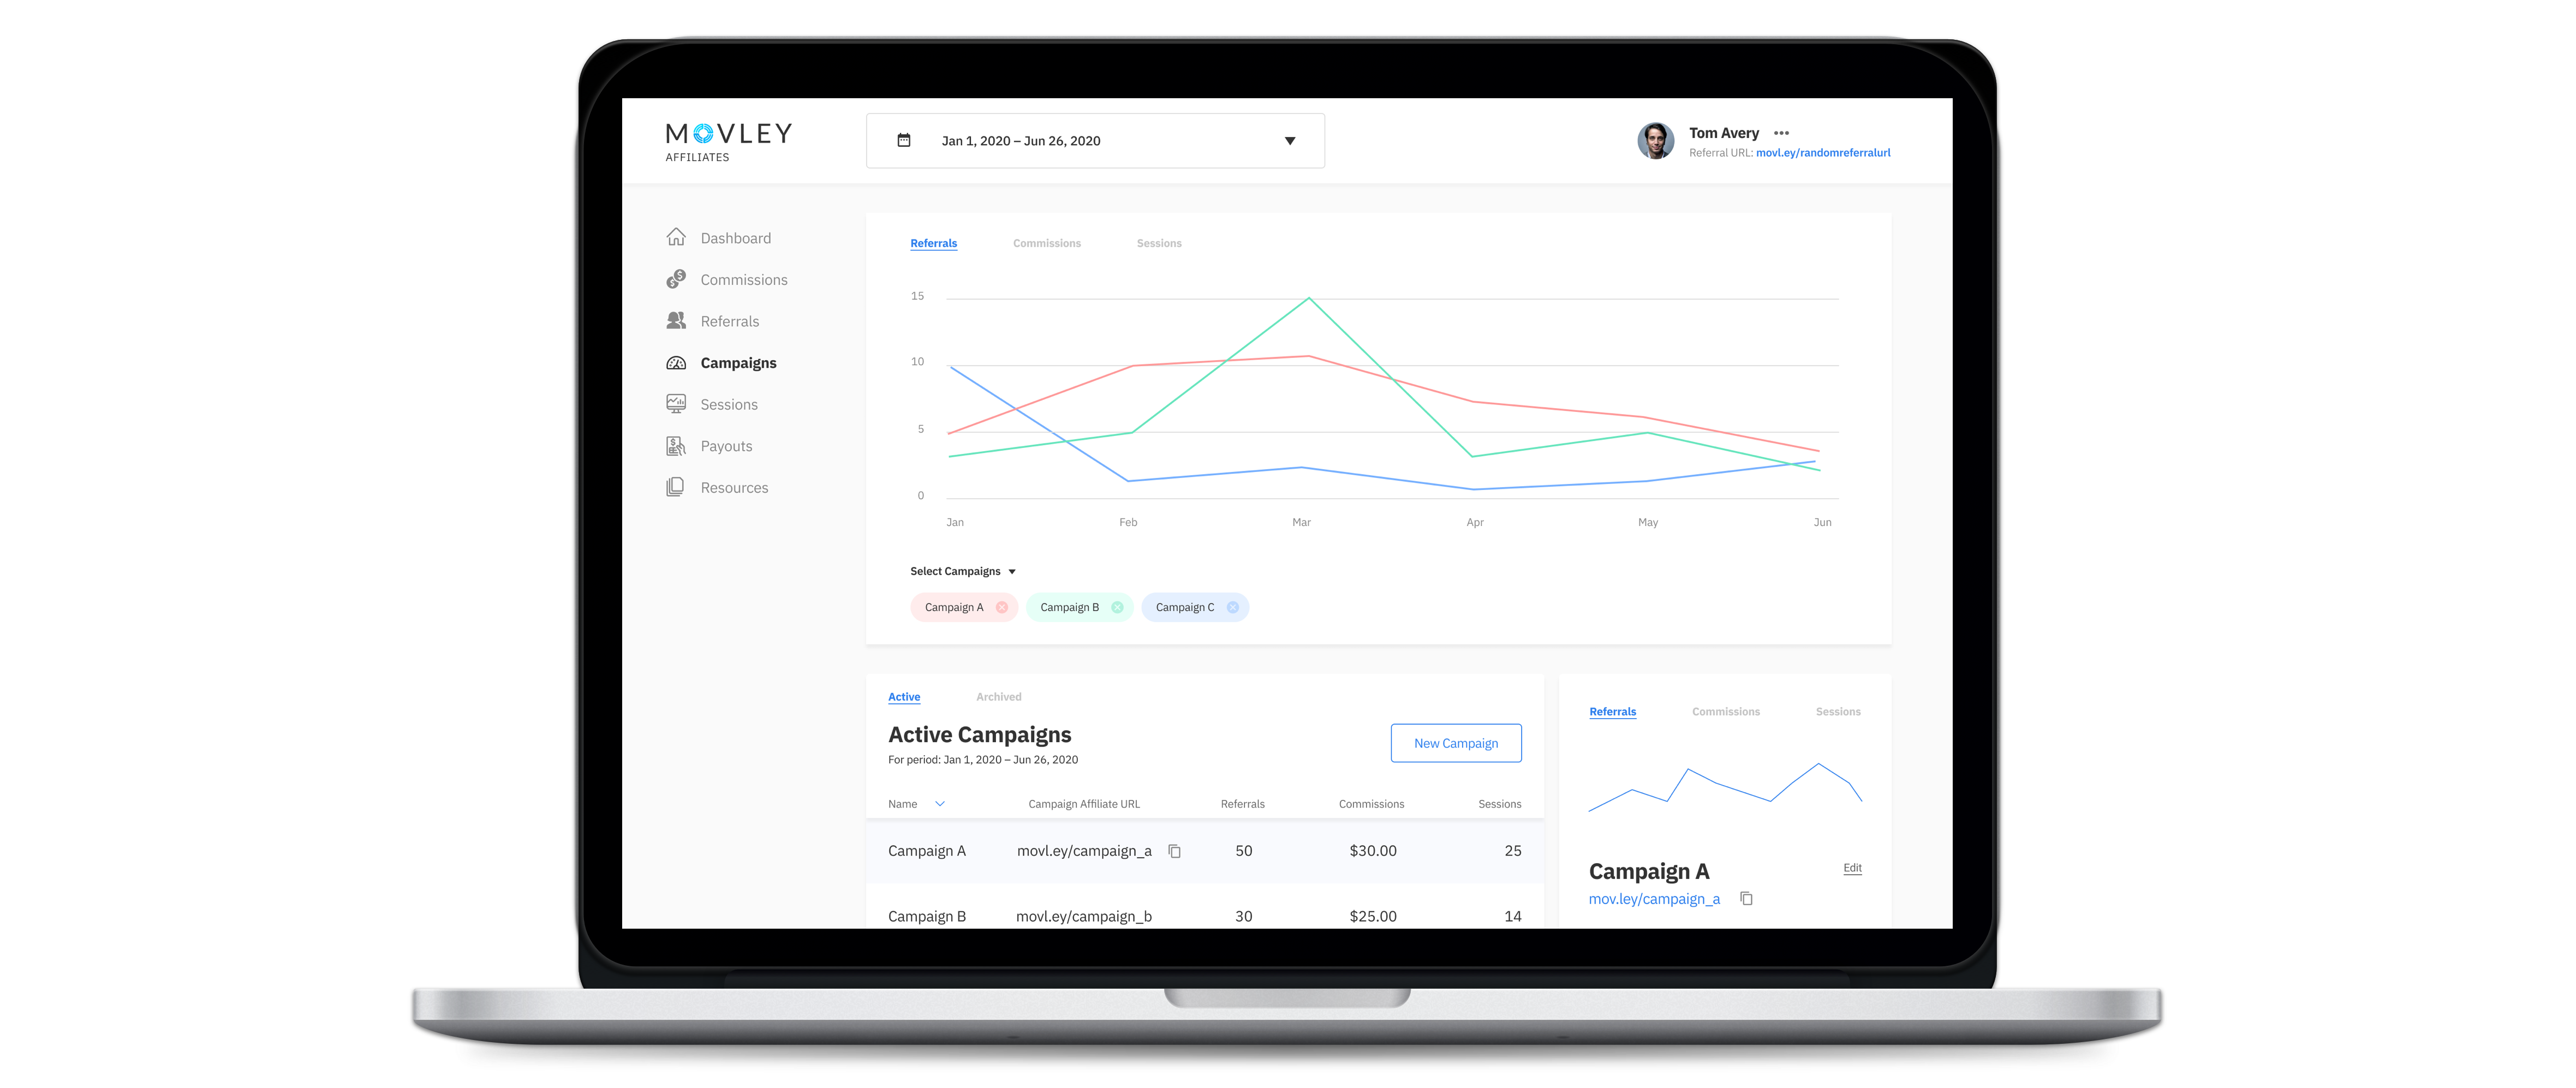 MOVLEY
AFFILIATES
Jan 1, 2020 – Jun 26, 2020
Tom Avery
Referral URL: movl.ey/randomreferralurl
Dashboard
Commissions
Referrals
Campaigns
Sessions
Payouts
Resources
Referrals Commissions Sessions
15
10
5
0
Jan Feb Mar Apr May Jun
Select Campaigns
Campaign A Campaign B Campaign C
Active Archived
Active Campaigns
For period: Jan 1, 2020 – Jun 26, 2020
New Campaign
Name Campaign Affiliate URL Referrals Commissions Sessions
Campaign A movl.ey/campaign_a 50 $30.00 25
Campaign B movl.ey/campaign_b 30 $25.00 14
Referrals Commissions Sessions
Campaign A
Edit
mov.ley/campaign_a